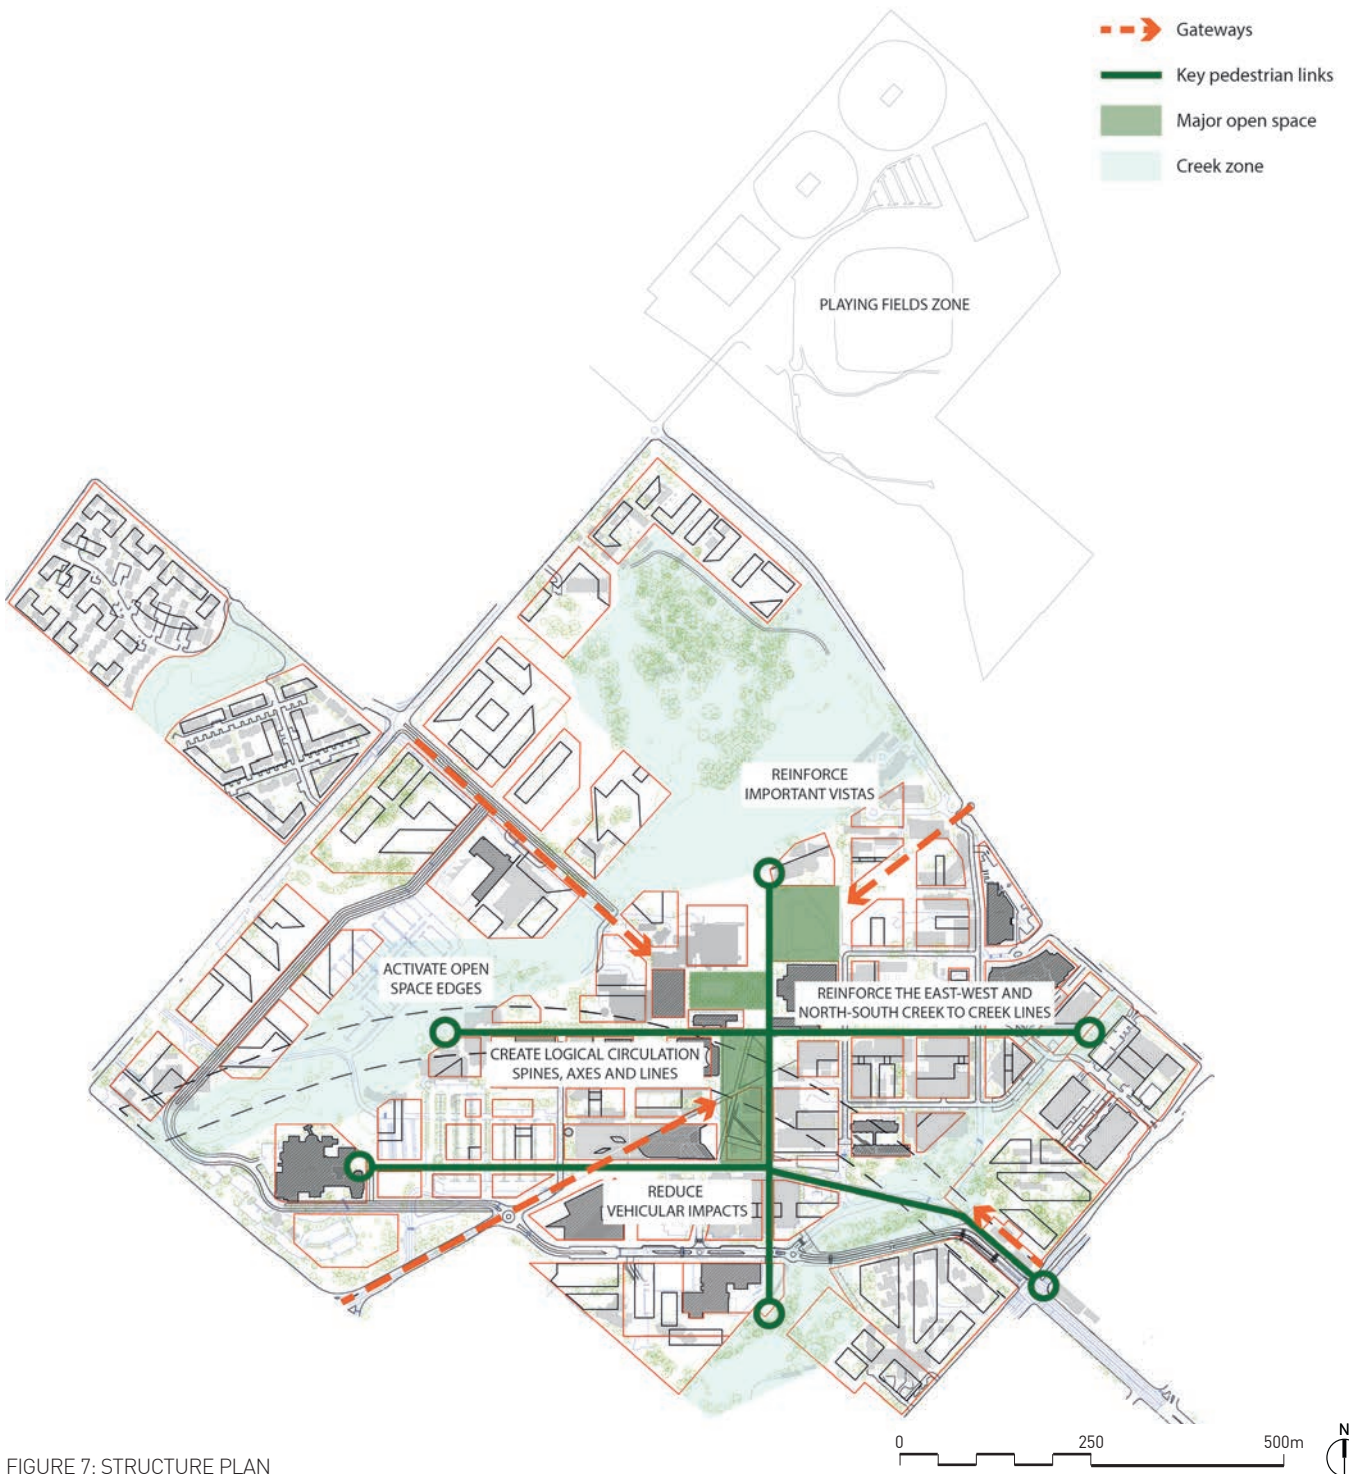 Gateways
Key pedestrian links
Major open space
Creek zone
PLAYING FIELDS ZONE
REINFORCE
IMPORTANT VISTAS
ACTIVATE OPEN
SPACE EDGES
REINFORCE THE EAST-WEST AND
NORTH-SOUTH CREEK TO CREEK LINES
CREATE LOGICAL CIRCULATION
SPINES, AXES AND LINES
REDUCE
VEHICULAR IMPACTS
0 250 500m
N
FIGURE 7: STRUCTURE PLAN